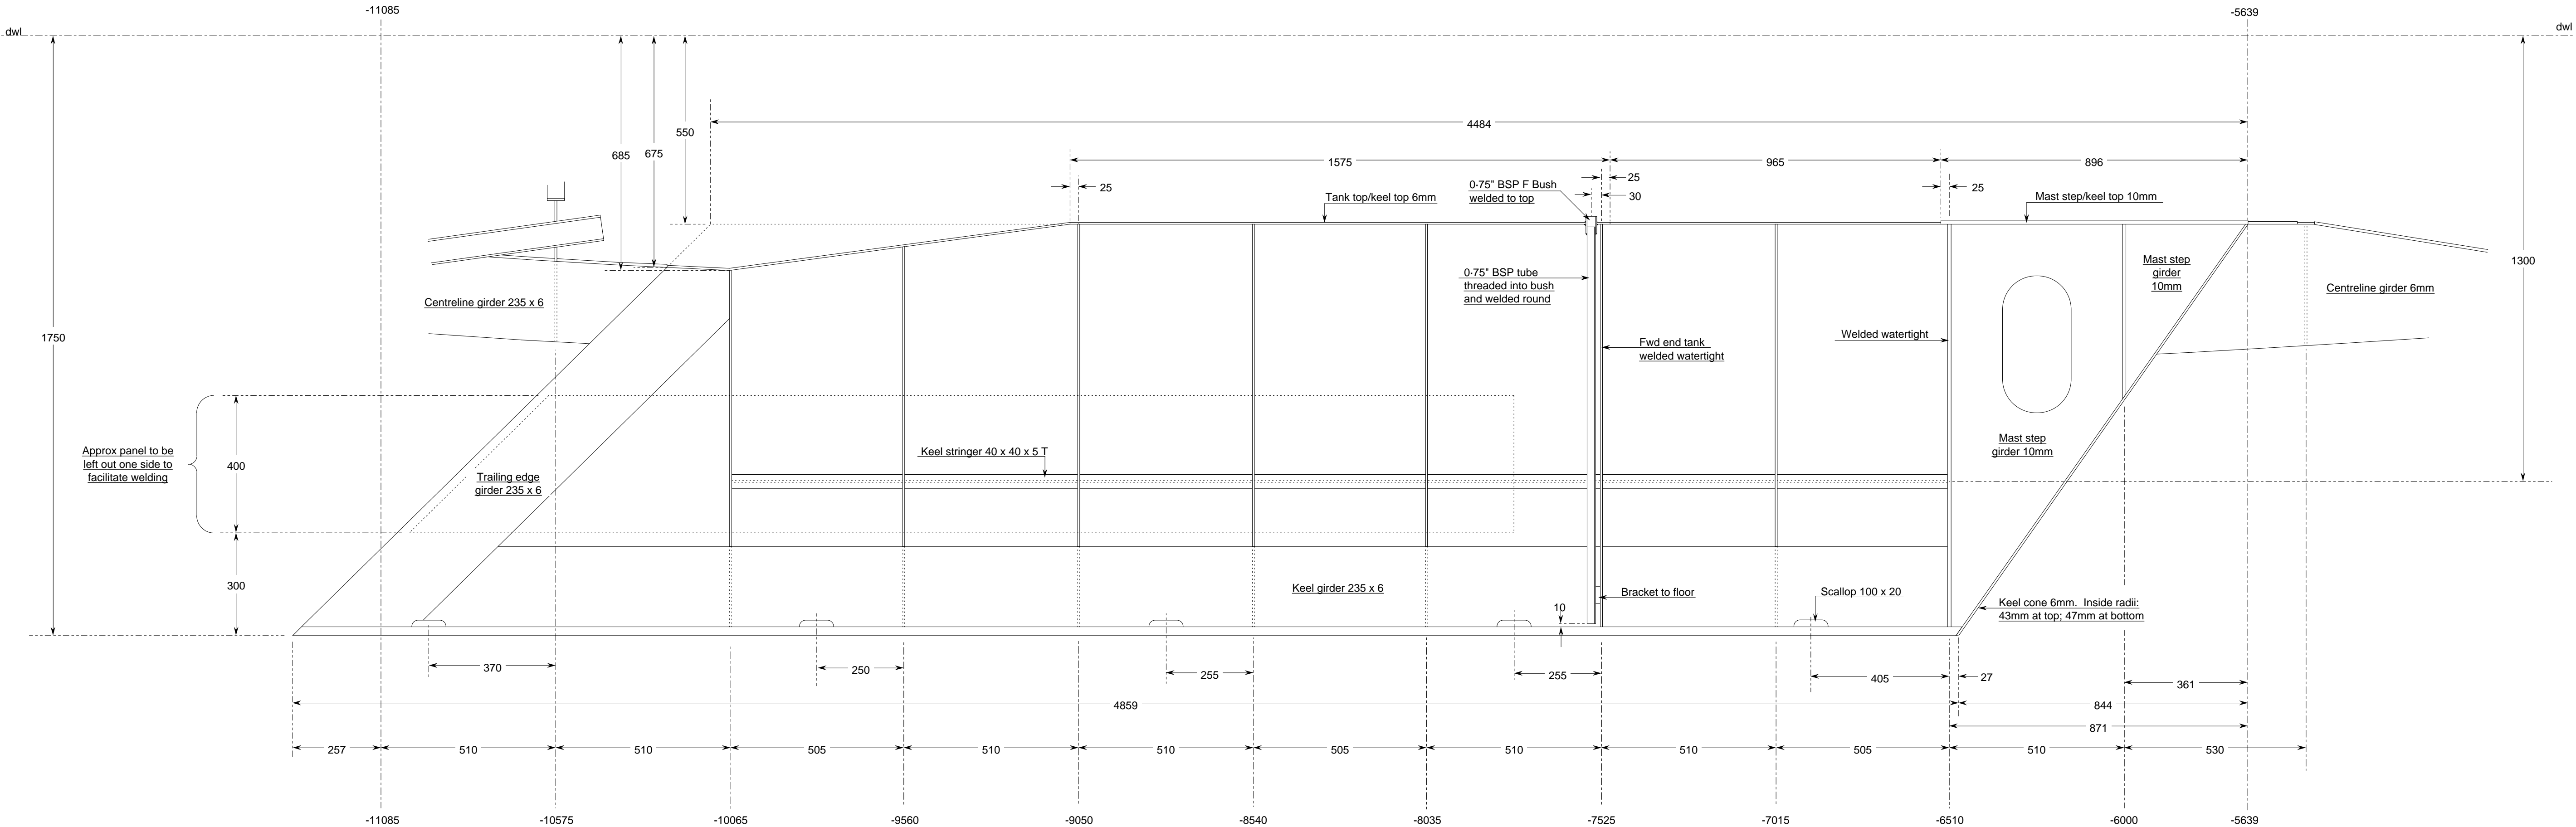 -11085
-5639
dwl
dwl
4484
550
685
675
1575
965
896
25
25
30
25
0·75" BSP F Bush
welded to top
Tank top/keel top 6mm
Mast step/keel top 10mm
1300
Mast step
girder
10mm
0·75" BSP tube
threaded into bush
and welded round
Centreline girder 235 x 6
Centreline girder 6mm
1750
Fwd end tank
welded watertight
Welded watertight
Approx panel to be
left out one side to
facilitate welding
400
Keel stringer 40 x 40 x 5 T
Mast step
girder 10mm
Trailing edge
girder 235 x 6
300
Keel girder 235 x 6
Bracket to floor
Scallop 100 x 20
10
Keel cone 6mm.  Inside radii:
43mm at top; 47mm at bottom
370
250
255
255
405
27
361
4859
844
871
257
510
510
505
510
510
505
510
510
505
510
530
-11085
-10575
-10065
-9560
-9050
-8540
-8035
-7525
-7015
-6510
-6000
-5639